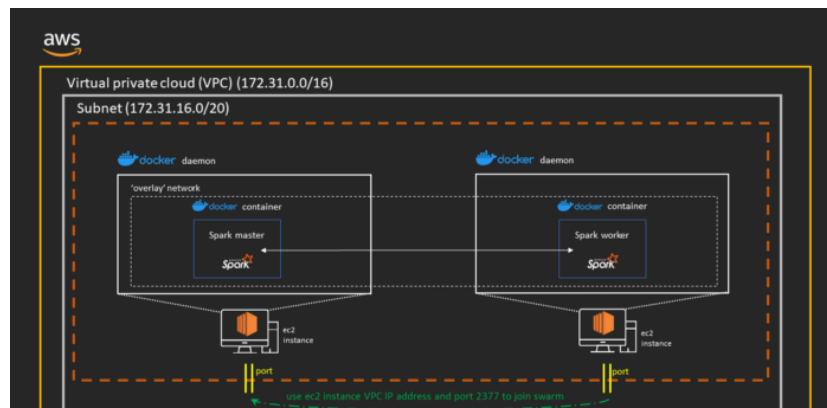 aws
Virtual private cloud (VPC) (172.31.0.0/16)
Subnet (172.31.16.0/20)
docker daemon
docker daemon
'overlay' network
docker container
docker container
Spark master
Spark worker
Spark
Spark
ec2
instance
ec2
instance
port
port
use ec2 instance VPC IP address and port 2377 to join swarm